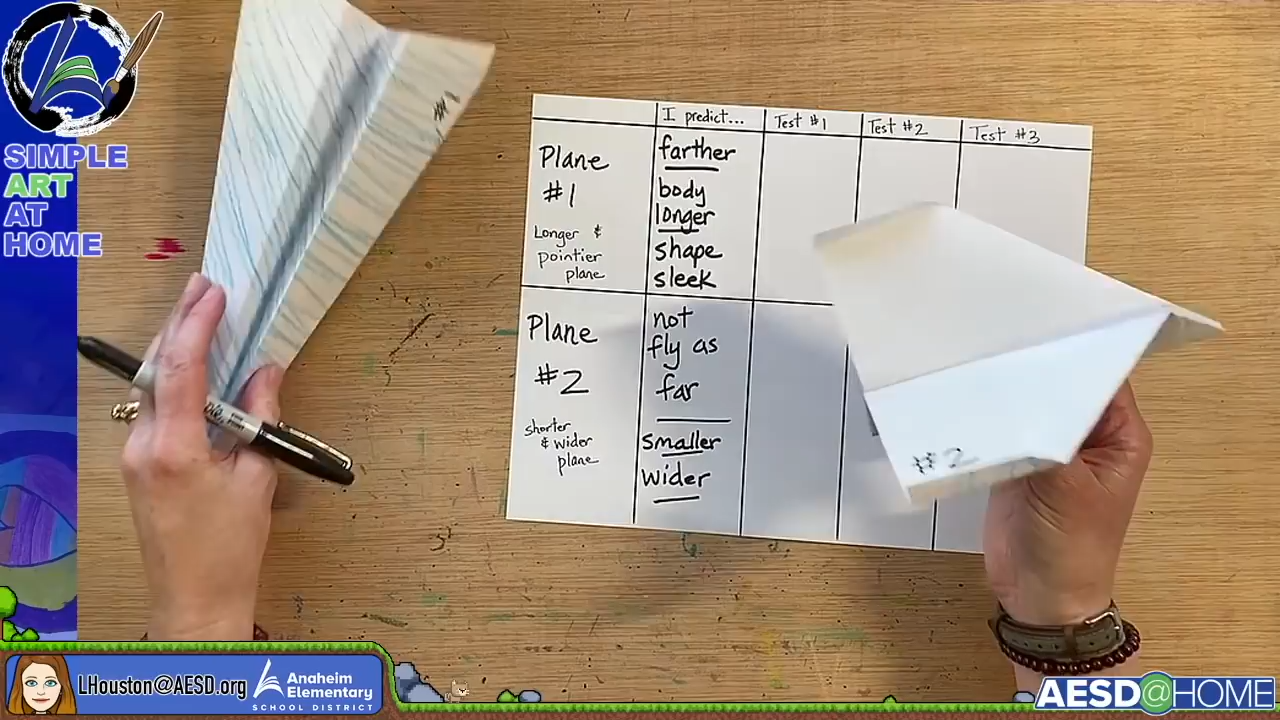 SIMPLE
ART
AT
HOME
#1
I predict...
Test #1
Test #2
Test #3
Plane
#1
Longer &
pointier
plane
farther
body
longer
shape
sleek
Plane
#2
shorter
& wider
plane
not
fly as
far
smaller
wider
#2
LHouston@AESD.org
Anaheim
Elementary
SCHOOL DISTRICT
AESD@HOME